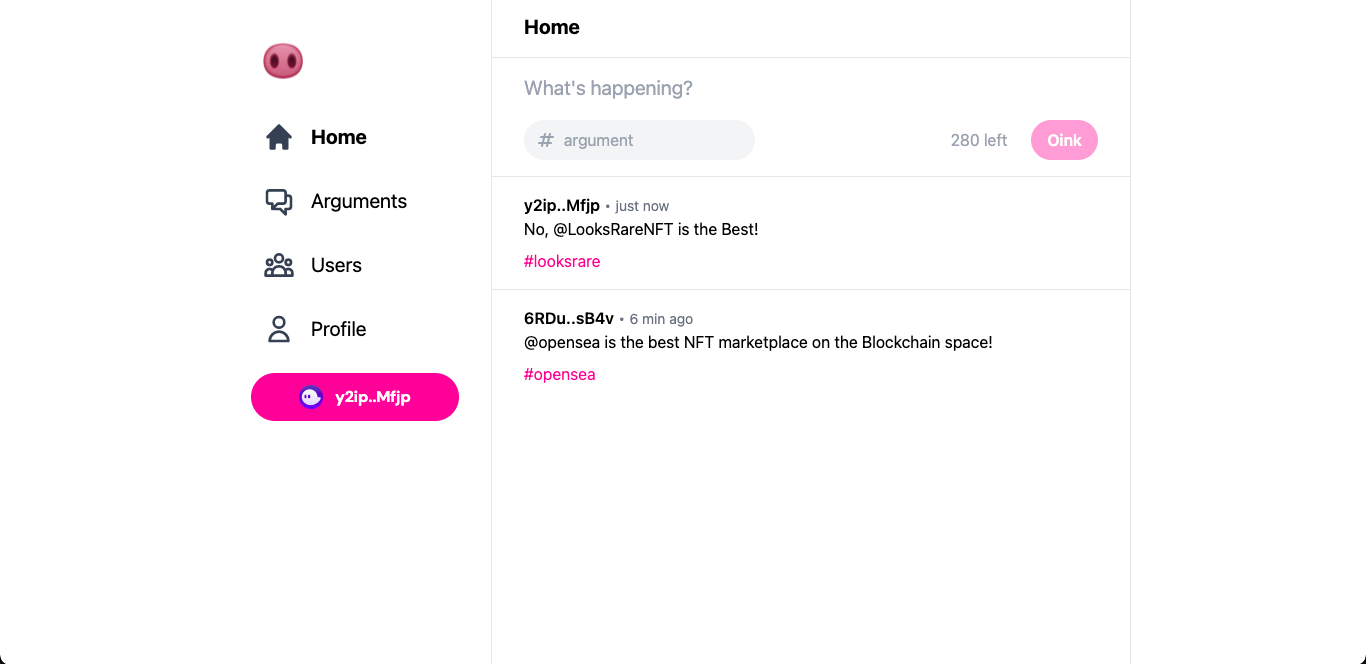 Home
Arguments
Users
Profile
y2ip..Mfjp
Home
What's happening?
# argument
280 left
Oink
y2ip..Mfjp • just now
No, @LooksRareNFT is the Best!
#looksrare
6RDu..sB4v • 6 min ago
@opensea is the best NFT marketplace on the Blockchain space!
#opensea